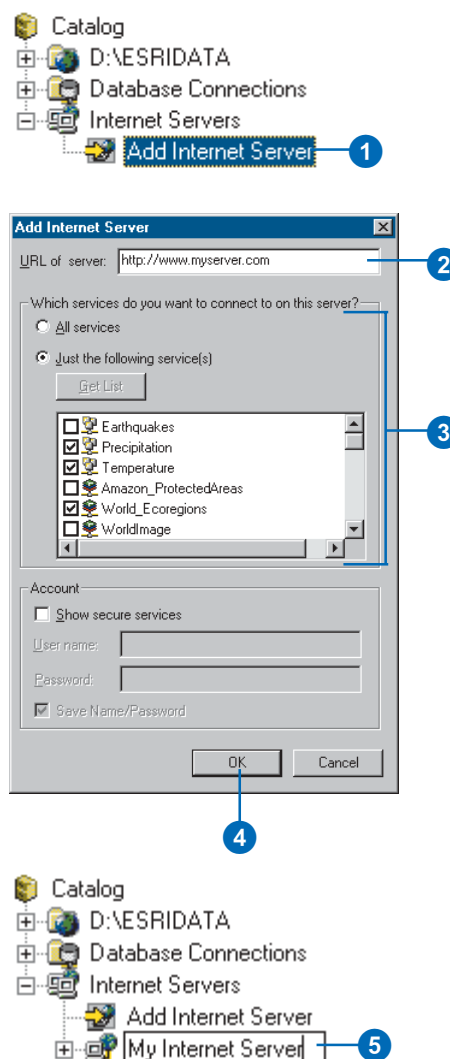 Catalog
D:\ESRIDATA
Database Connections
Internet Servers
Add Internet Server 1
Add Internet Server
URL of server: http://www.myserver.com 2
Which services do you want to connect to on this server?
All services
Just the following service(s)
Get List
3
Earthquakes
Precipitation
Temperature
Amazon_ProtectedAreas
World_Ecoregions
WorldImage
Account
Show secure services
User name:
Password:
Save Name/Password
OK Cancel
4
Catalog
D:\ESRIDATA
Database Connections
Internet Servers
Add Internet Server
My Internet Server 5